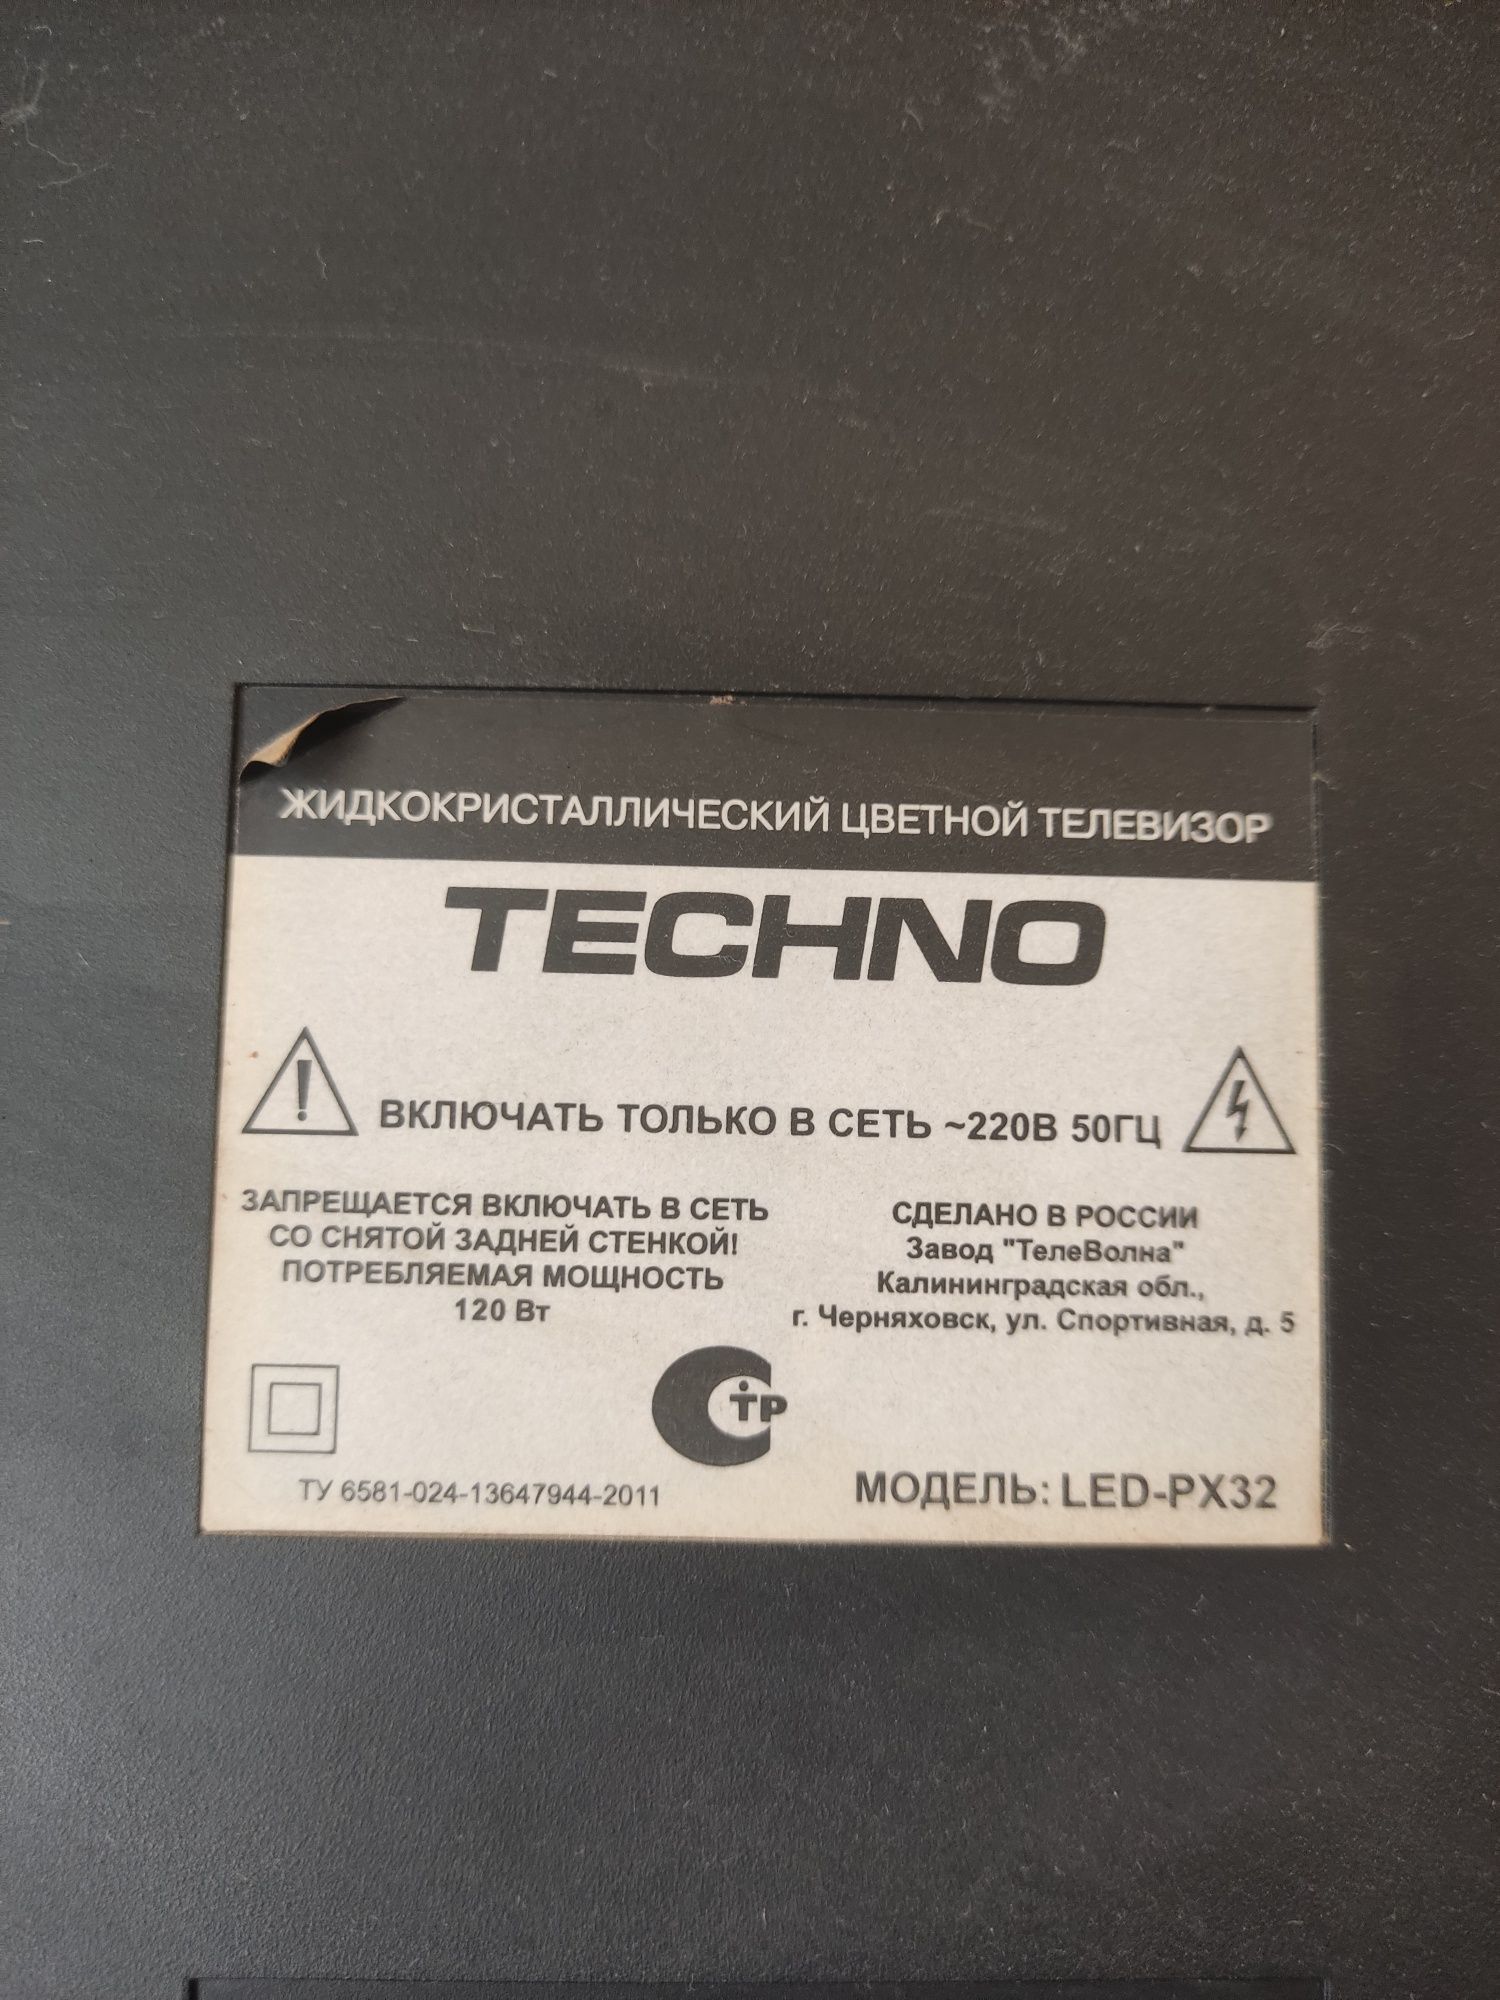 ЖИДКОКРИСТАЛЛИЧЕСКИЙ ЦВЕТНОЙ ТЕЛЕВИЗОР
TECHNO
ВКЛЮЧАТЬ ТОЛЬКО В СЕТЬ ~220В 50ГЦ
ЗАПРЕЩАЕТСЯ ВКЛЮЧАТЬ В СЕТЬ
СО СНЯТОЙ ЗАДНЕЙ СТЕНКОЙ!
ПОТРЕБЛЯЕМАЯ МОЩНОСТЬ
120 Вт
СДЕЛАНО В РОССИИ
Завод "ТелеВолна"
Калининградская обл.,
г. Черняховск, ул. Спортивная, д. 5
СТР
ТУ 6581-024-13647944-2011
МОДЕЛЬ: LED-PX32